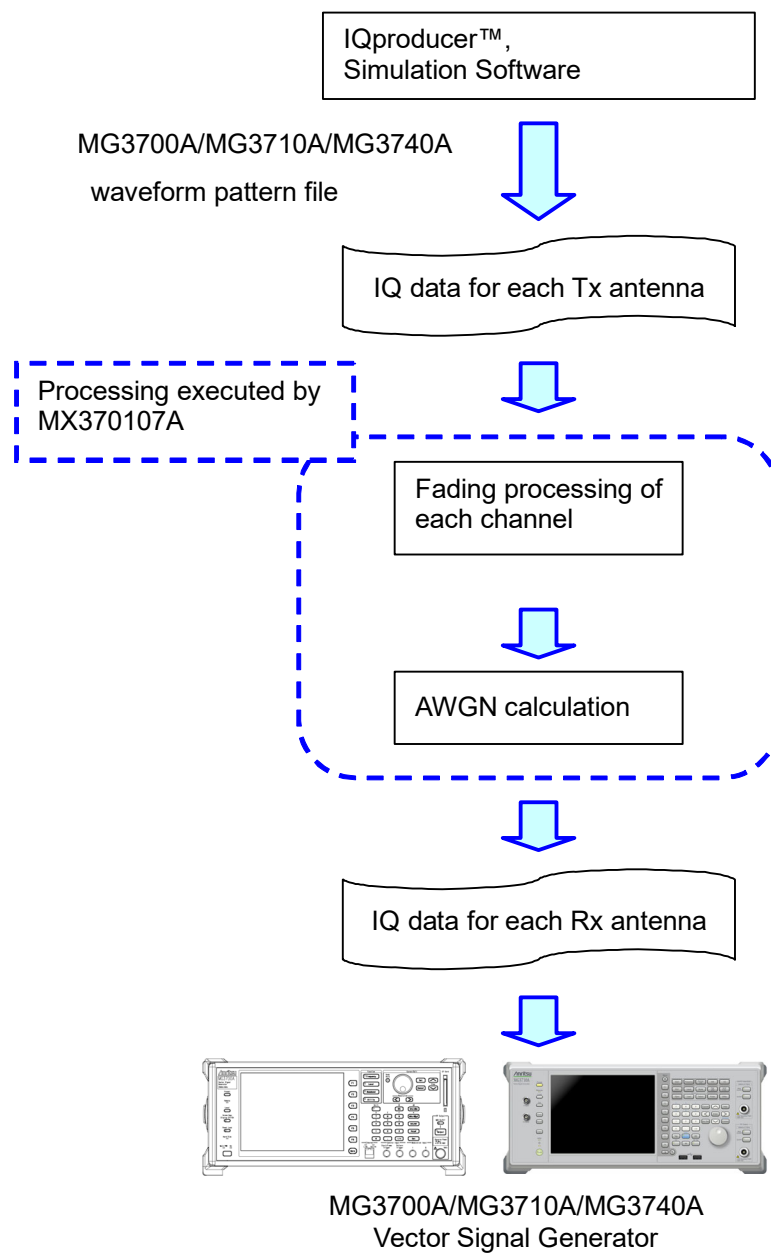 IQproducer™,
Simulation Software
MG3700A/MG3710A/MG3740A
waveform pattern file
IQ data for each Tx antenna
Processing executed by
MX370107A
Fading processing of
each channel
AWGN calculation
IQ data for each Rx antenna
MG3700A/MG3710A/MG3740A
Vector Signal Generator